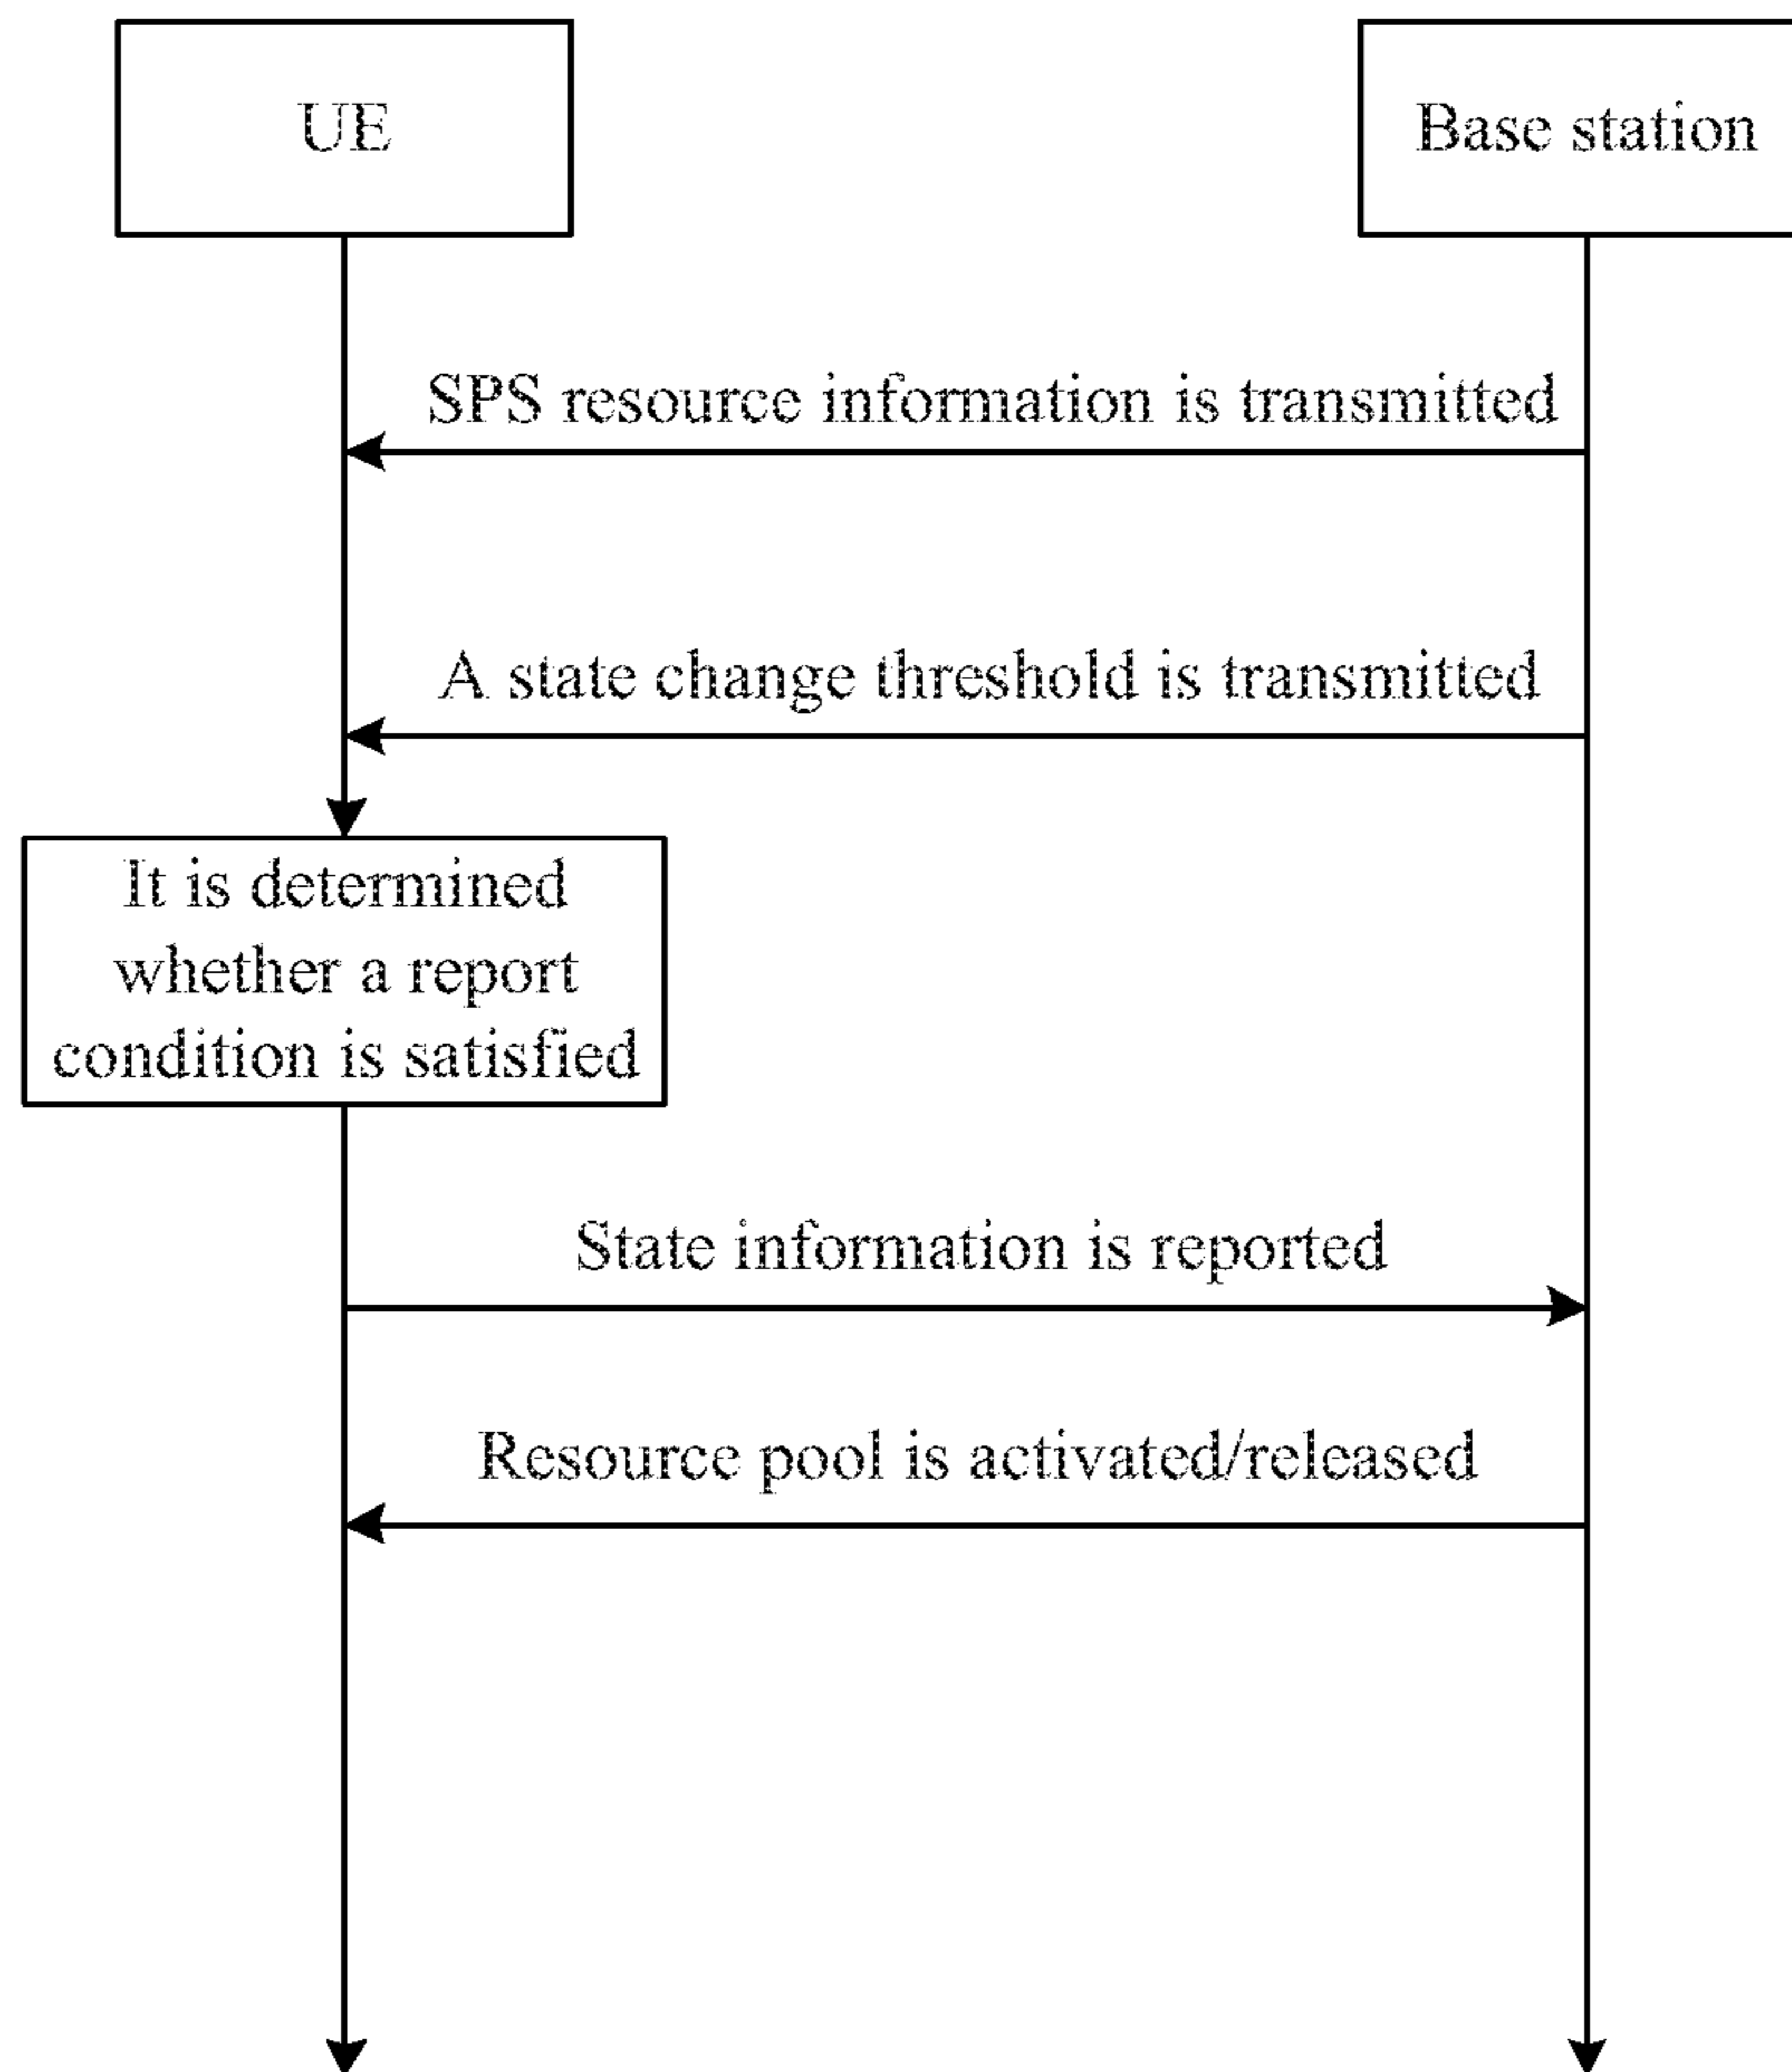 UE
Base station
SPS resource information is transmitted
A state change threshold is transmitted
It is determined
whether a report
condition is satisfied
State information is reported
Resource pool is activated/released